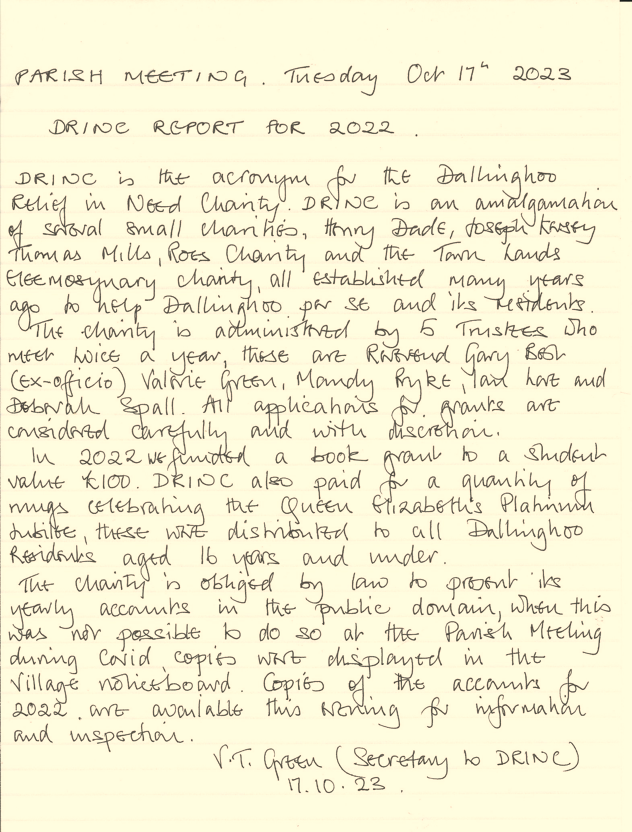 PARISH MEETING. Tuesday Oct 17th 2023
DRINC REPORT FOR 2022.
DRINC is the acronym for the Dallinghoo
Relief in Need Charity. DRINC is an amalgamation
of several small charities, Henry Dade, Joseph Kersey
Thomas Mills, Roes Charity and the Town Lands
Eleemosynary charity, all established many years
ago to help Dallinghoo per se and its residents.
The charity is administered by 5 Trustees who
meet twice a year, these are Reverend Gary Best
(ex-officio) Valerie Green, Mandy Pryke, Iain Hart and
Deborah Spall. All applications for grants are
considered carefully and with discretion.
In 2022 we funded a book grant to a student
value £100. DRINC also paid for a quantity of
mugs celebrating the Queen Elizabeth's Platinum
Jubilee, these were distributed to all Dallinghoo
Residents aged 16 years and under.
The charity is obliged by law to present its
yearly accounts in the public domain, when this
was not possible to do so at the Parish Meeting
during Covid, copies were displayed in the
Village noticeboard. Copies of the accounts for
2022 are available this evening for information
and inspection.
V.T. Green (Secretary to DRINC)
17.10.23.